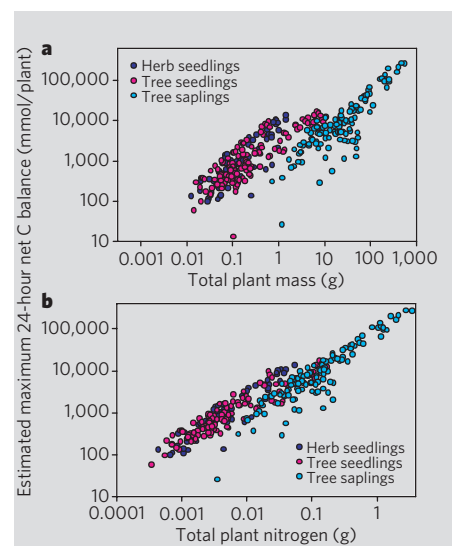 Estimated maximum 24-hour net C balance (mmol/plant)
a
Herb seedlings
Tree seedlings
Tree saplings
100,000
10,000
1,000
100
10
0.001 0.01 0.1 1 10 100 1,000
Total plant mass (g)
b
100,000
10,000
1,000
100
10
Herb seedlings
Tree seedlings
Tree saplings
0.0001 0.001 0.01 0.1 1
Total plant nitrogen (g)